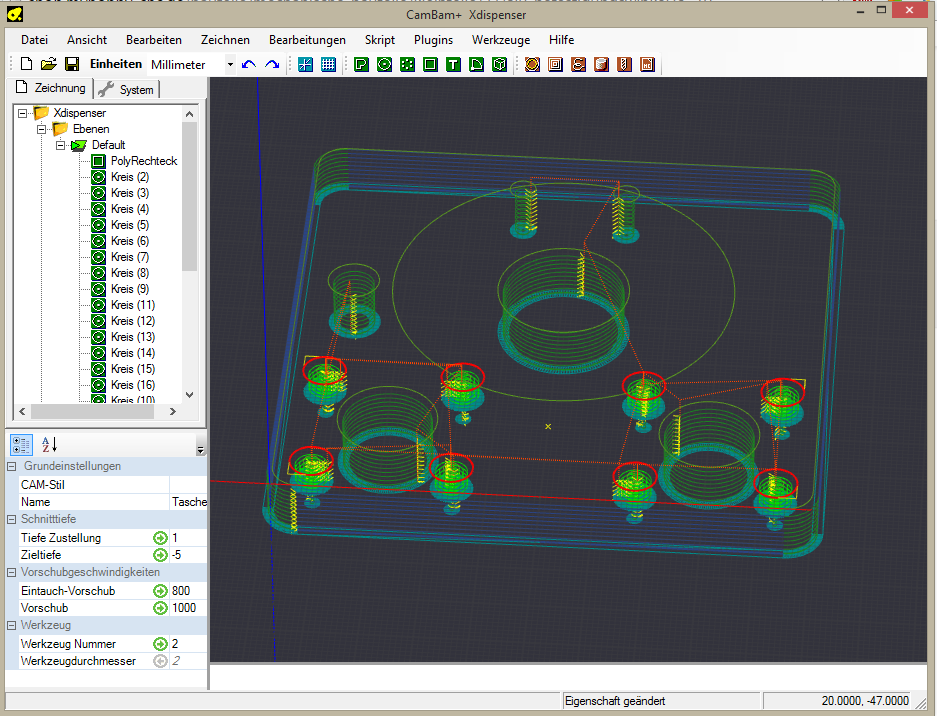 CamBam+ Xdispenser
Datei Ansicht Bearbeiten Zeichnen Bearbeitungen Skript Plugins Werkzeuge Hilfe
Einheiten Millimeter
Zeichnung System
Xdispenser
Ebenen
Default
PolyRechteck
Kreis (2)
Kreis (3)
Kreis (4)
Kreis (5)
Kreis (6)
Kreis (7)
Kreis (8)
Kreis (9)
Kreis (11)
Kreis (12)
Kreis (13)
Kreis (14)
Kreis (15)
Kreis (16)
Kreis (10)
Grundeinstellungen
CAM-Stil
Name Tasche
Schnitttiefe
Tiefe Zustellung 1
Zieltiefe -5
Vorschubgeschwindigkeiten
Eintauch-Vorschub 800
Vorschub 1000
Werkzeug
Werkzeug Nummer 2
Werkzeugdurchmesser 2
Eigenschaft geändert 20.0000, -47.0000